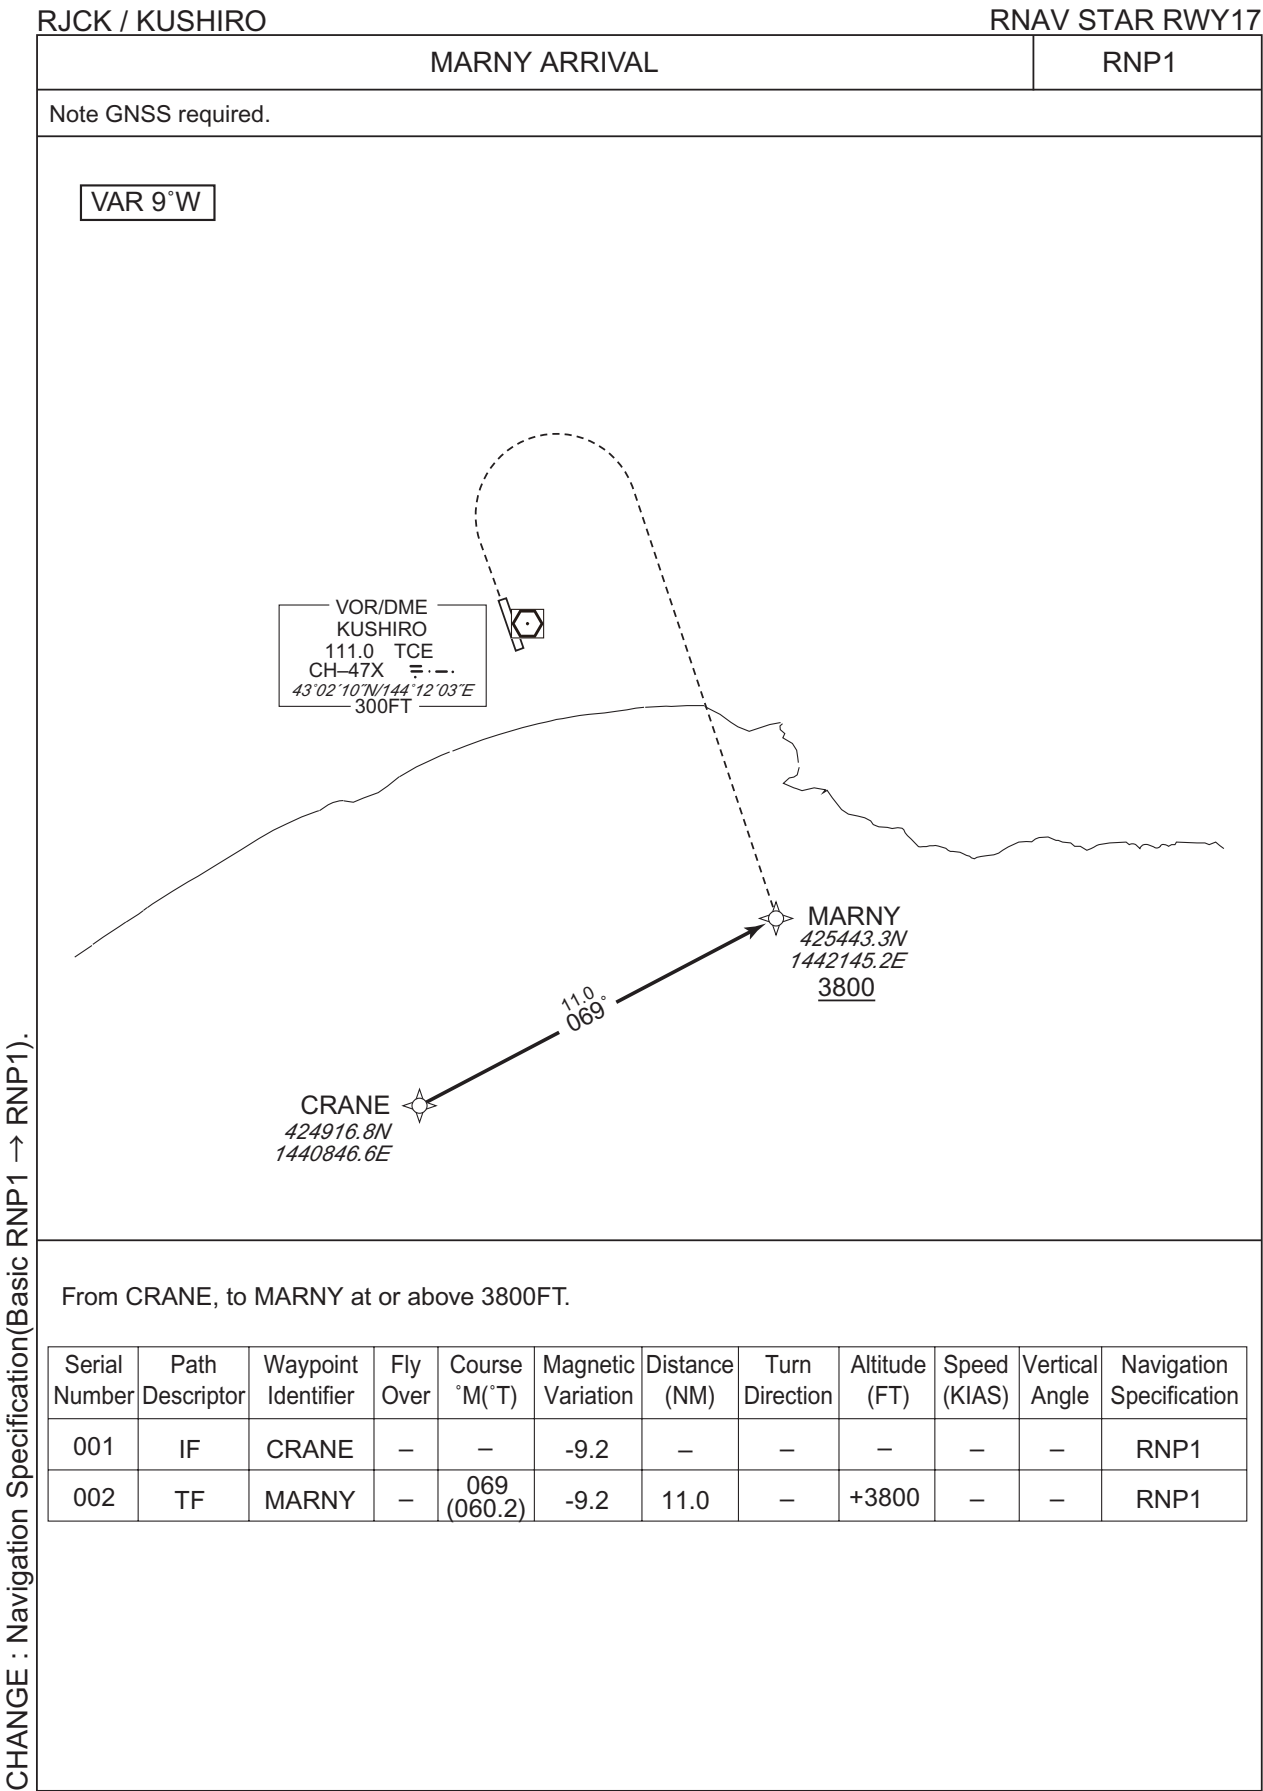 RJCK / KUSHIRO
RNAV STAR RWY17
MARNY ARRIVAL
RNP1
Note GNSS required.
VAR 9˚W
VOR/DME
KUSHIRO
111.0 TCE
CH–47X
43˚02´10˝N/144˚12´03˝E
300FT
MARNY
425443.3N
1442145.2E
3800
11.0
069˚
CRANE
424916.8N
1440846.6E
From CRANE, to MARNY at or above 3800FT.
Serial Number Path Descriptor Waypoint Identifier Fly Over Course ˚M(˚T) Magnetic Variation Distance (NM) Turn Direction Altitude (FT) Speed (KIAS) Vertical Angle Navigation Specification
001 IF CRANE – – -9.2 – – – – – RNP1
002 TF MARNY – 069 (060.2) -9.2 11.0 – +3800 – – RNP1
CHANGE : Navigation Specification(Basic RNP1 → RNP1).